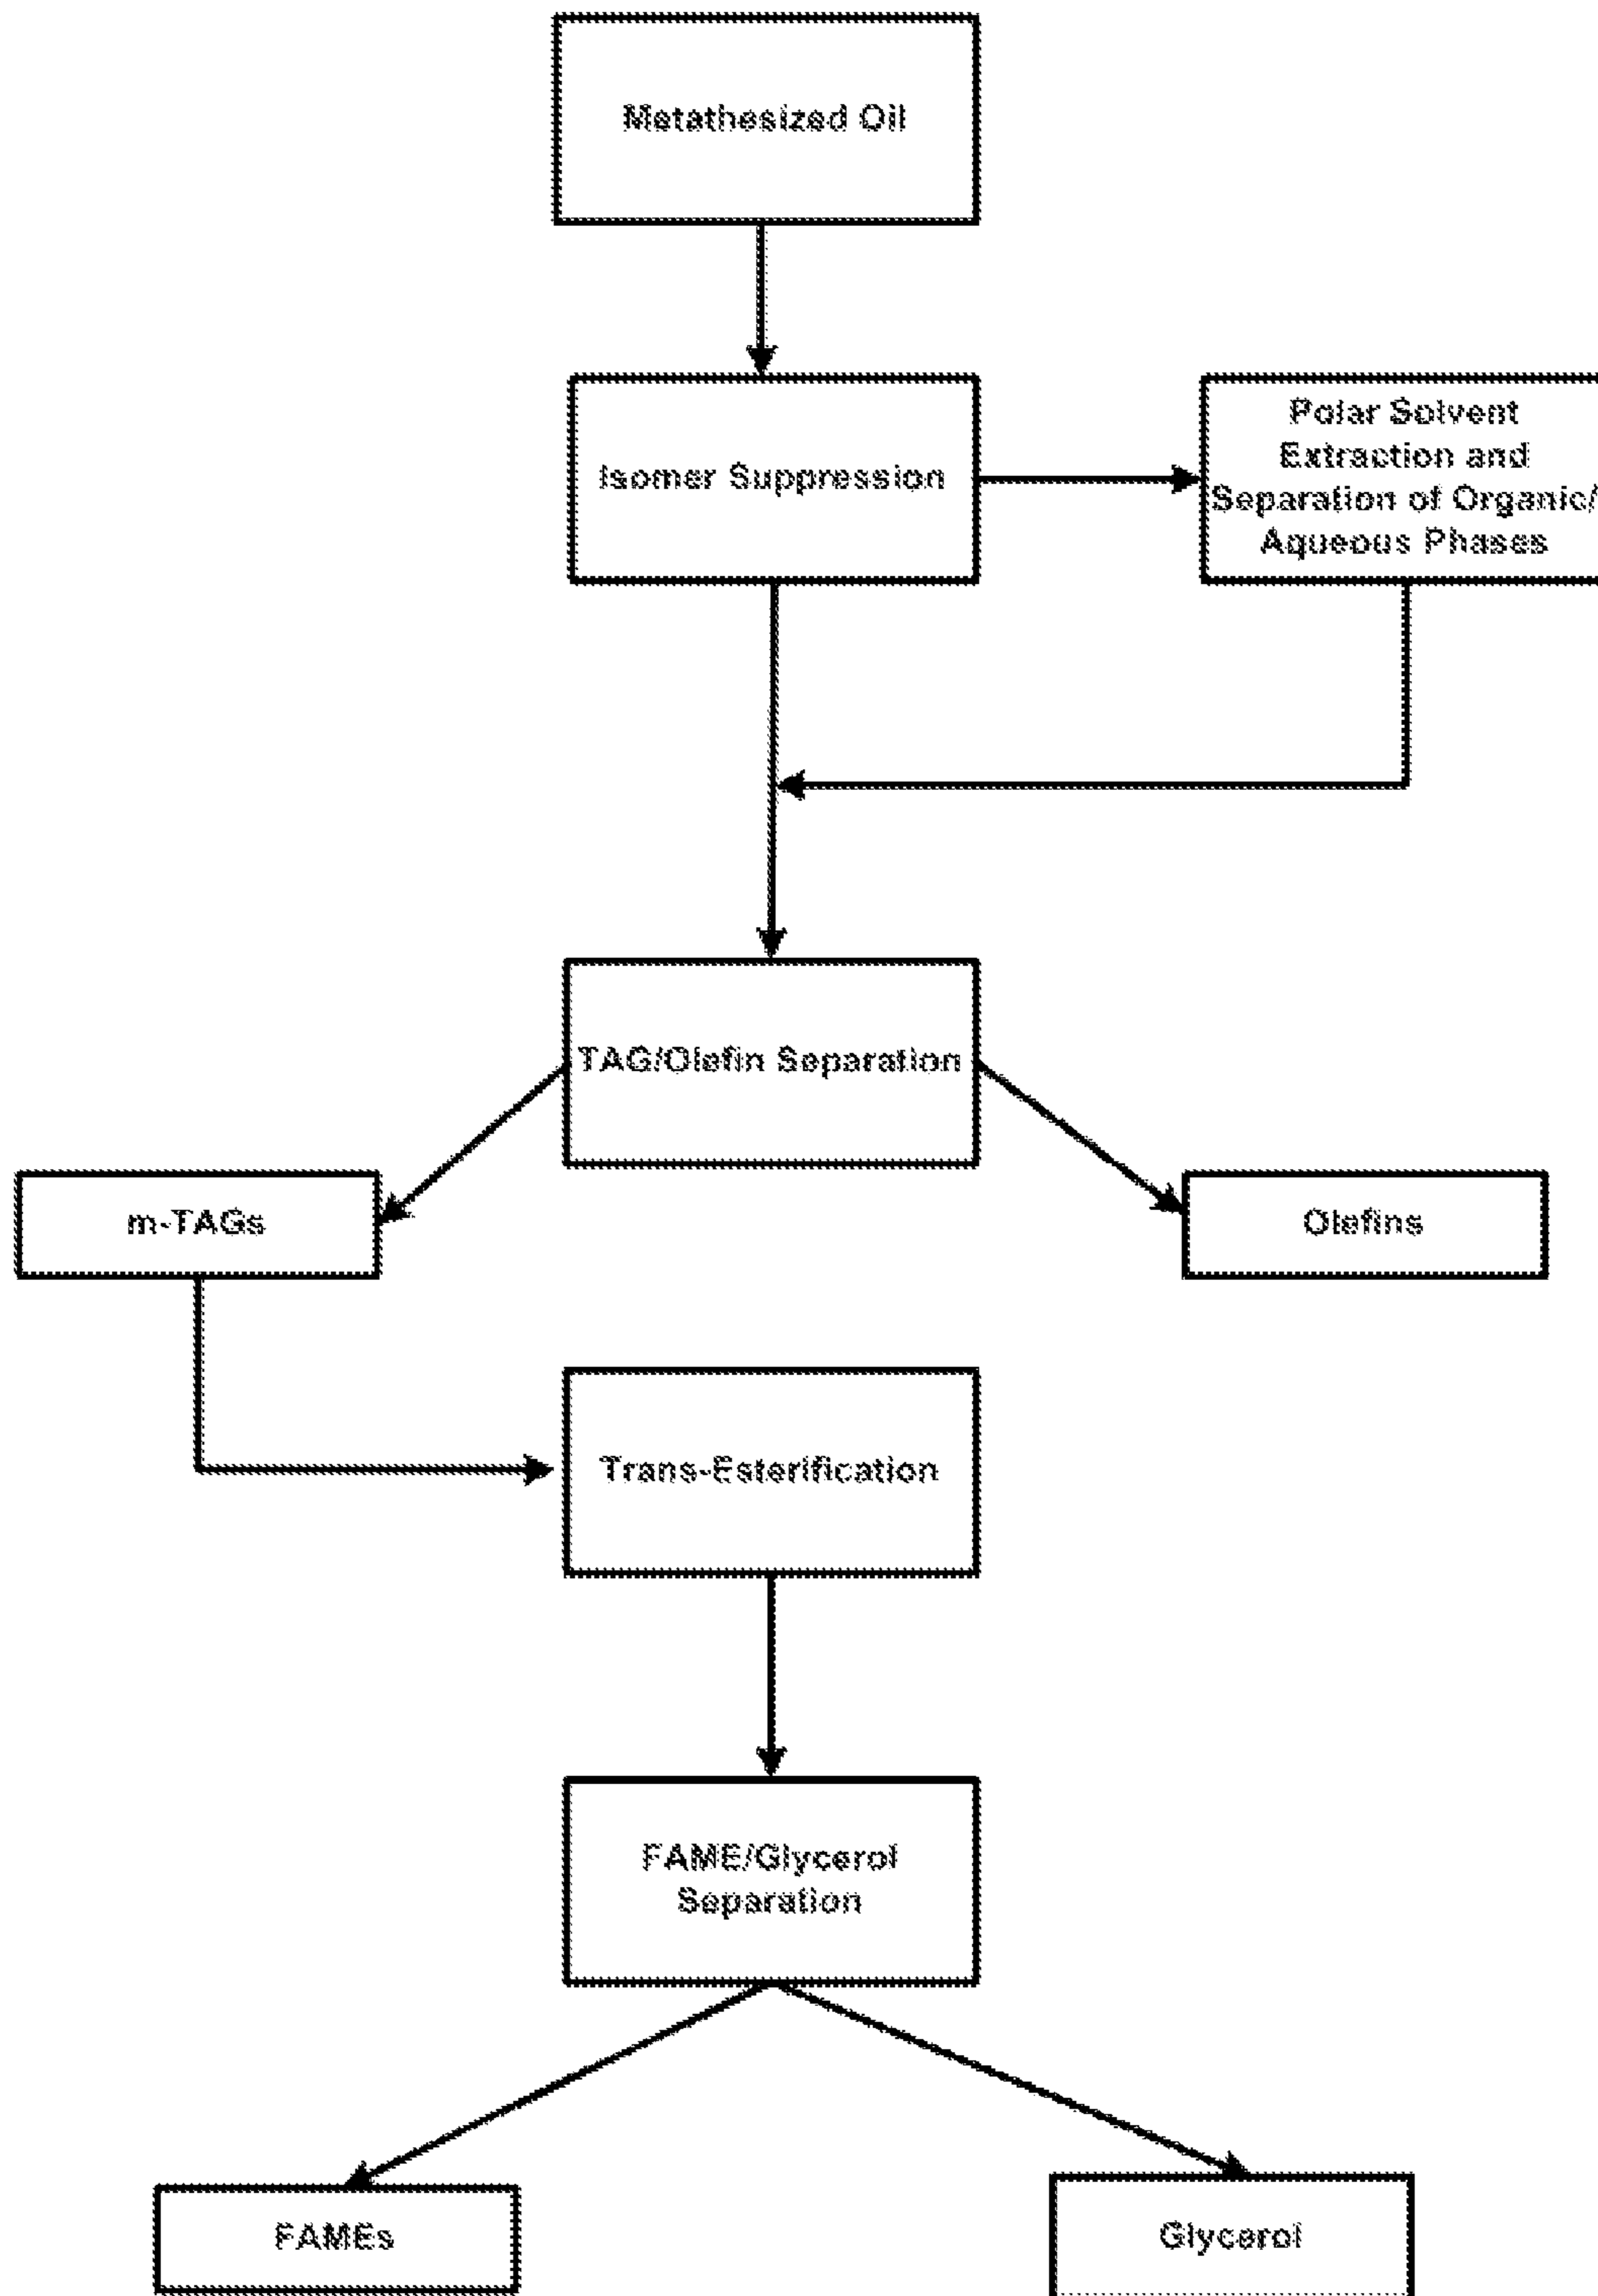 Metathesized Oil
Isomer Suppression
Polar Solvent
Extraction and
Separation of Organic/
Aqueous Phases
TAG/Olefin Separation
m-TAGs
Olefins
Trans-Esterification
FAME/Glycerol
Separation
FAMEs
Glycerol